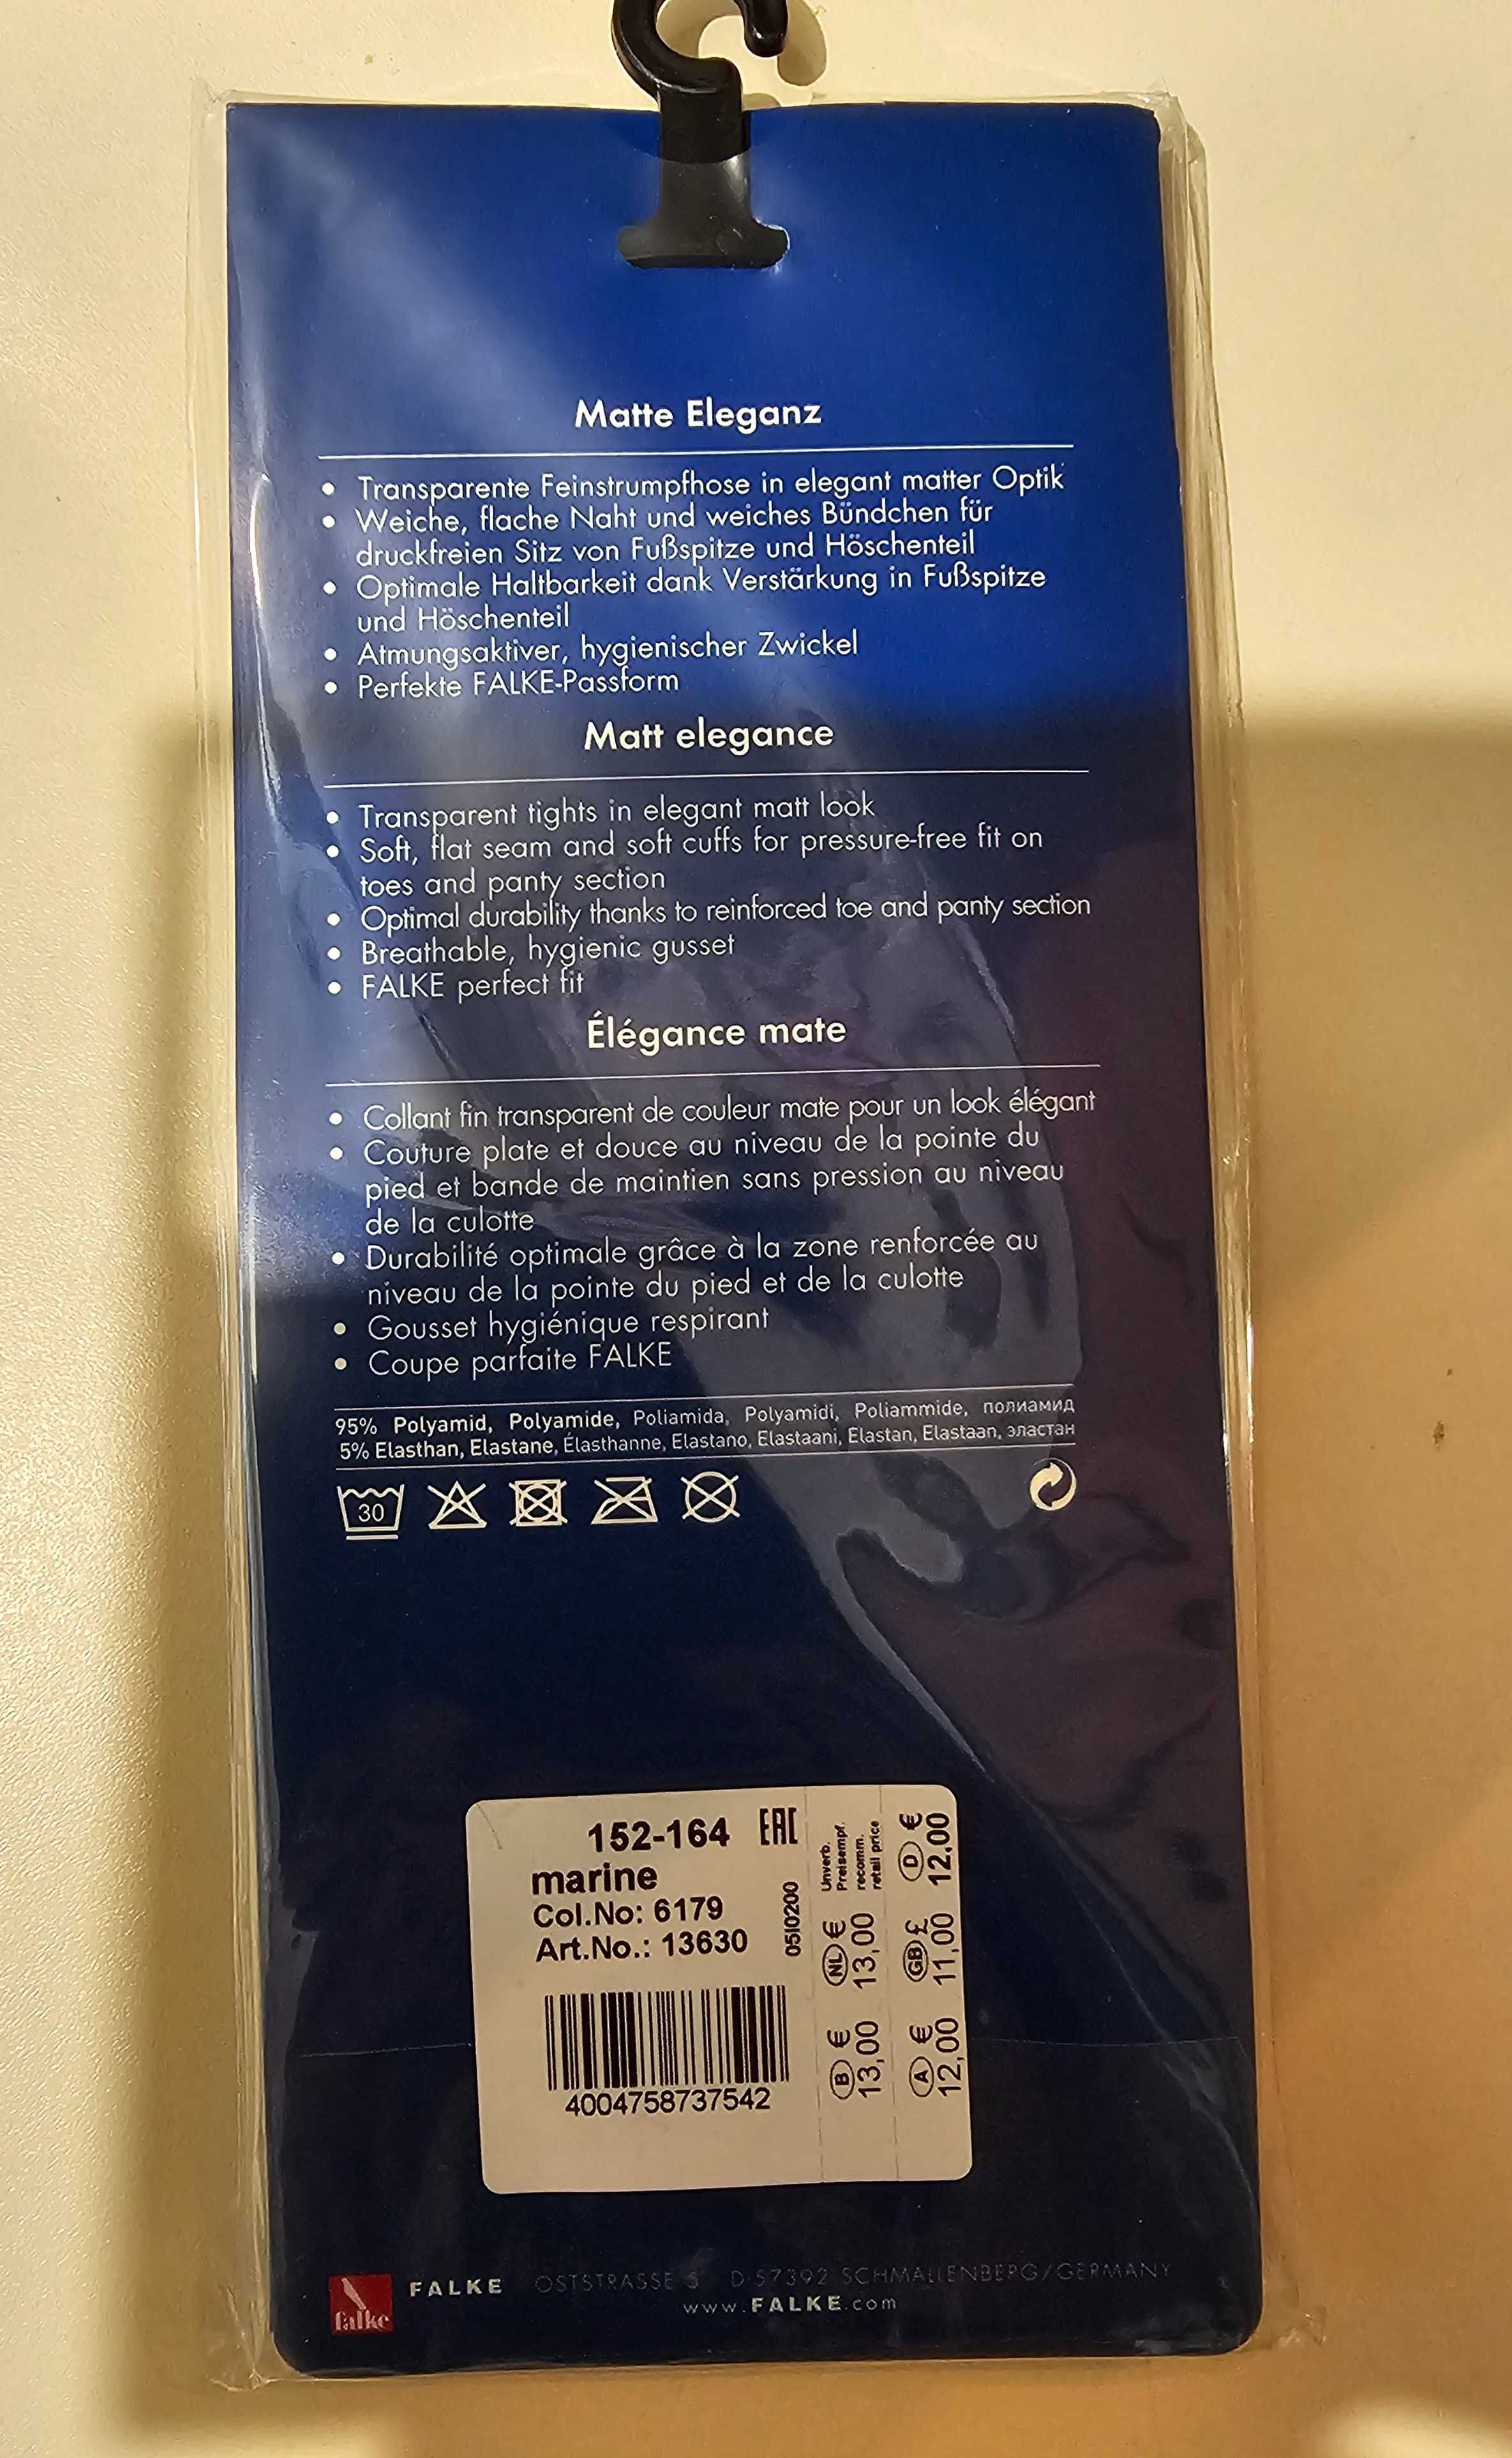 Matte Eleganz
• Transparente Feinstrumpfhose in elegant matter Optik
• Weiche, flache Naht und weiches Bündchen für
druckfreien Sitz von Fußspitze und Höschenteil
• Optimale Haltbarkeit dank Verstärkung in Fußspitze
und Höschenteil
• Atmungsaktiver, hygienischer Zwickel
• Perfekte FALKE-Passform
Matt elegance
• Transparent tights in elegant matt look
• Soft, flat seam and soft cuffs for pressure-free fit on
toes and panty section
• Optimal durability thanks to reinforced toe and panty section
• Breathable, hygienic gusset
• FALKE perfect fit
Élégance mate
• Collant fin transparent de couleur mate pour un look élégant
• Couture plate et douce au niveau de la pointe du
pied et bande de maintien sans pression au niveau
de la culotte
• Durabilité optimale grâce à la zone renforcée au
niveau de la pointe du pied et de la culotte
• Gousset hygiénique respirant
• Coupe parfaite FALKE
95% Polyamid, Polyamide, Poliamida, Polyamidi, Poliammide, полиамид
5% Elasthan, Elastane, Élasthanne, Elastano, Elastaani, Elastan, Elastaan, эластан
30
152-164 EAC
marine
Col.No: 6179
Art.No.: 13630
05I0200
4004758737542
Unverb.
Preisempf.
recomm.
retail price
NL €
13,00
B €
13,00
D €
12,00
GB £
11,00
A €
12,00
falke
FALKE OSTSTRASSE 5 D-57392 SCHMALLENBERG/GERMANY
www.FALKE.com